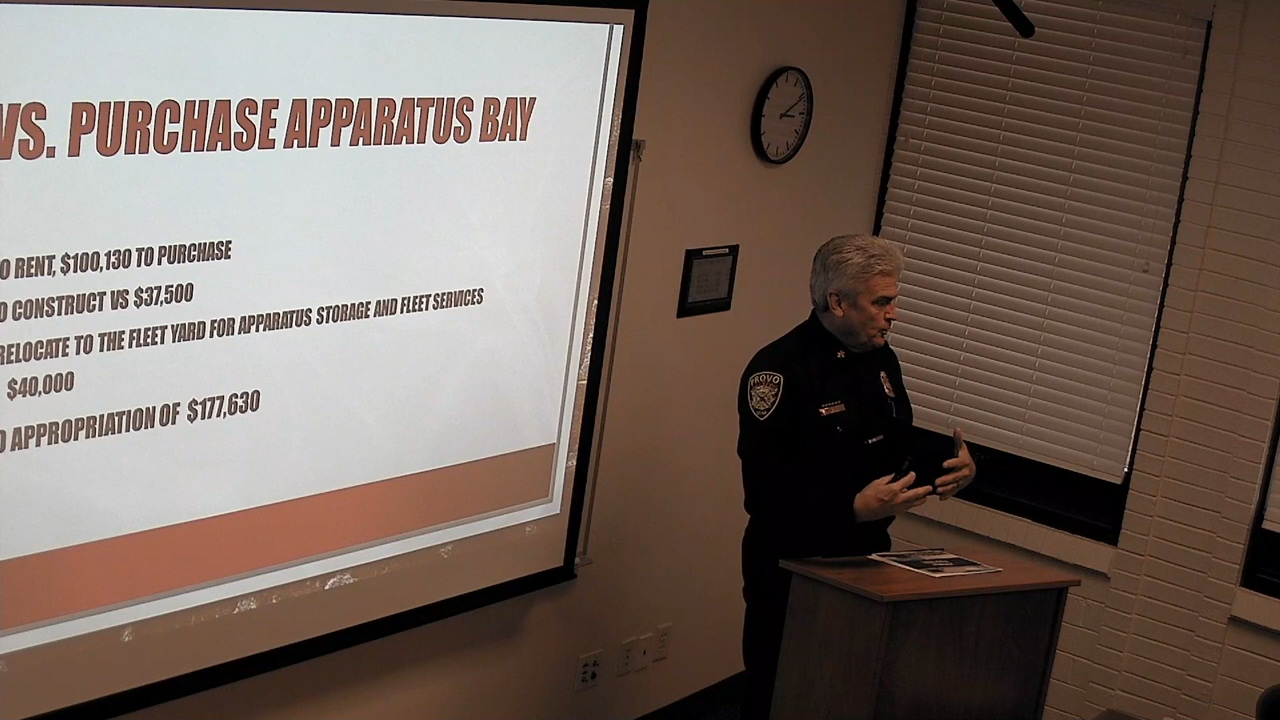 VS. PURCHASE APPARATUS BAY
O RENT, $100,130 TO PURCHASE
CONSTRUCT VS $37,500
RELOCATE TO THE FLEET YARD FOR APPARATUS STORAGE AND FLEET SERVICES
$40,000
APPROPRIATION OF $177,630
PROVO